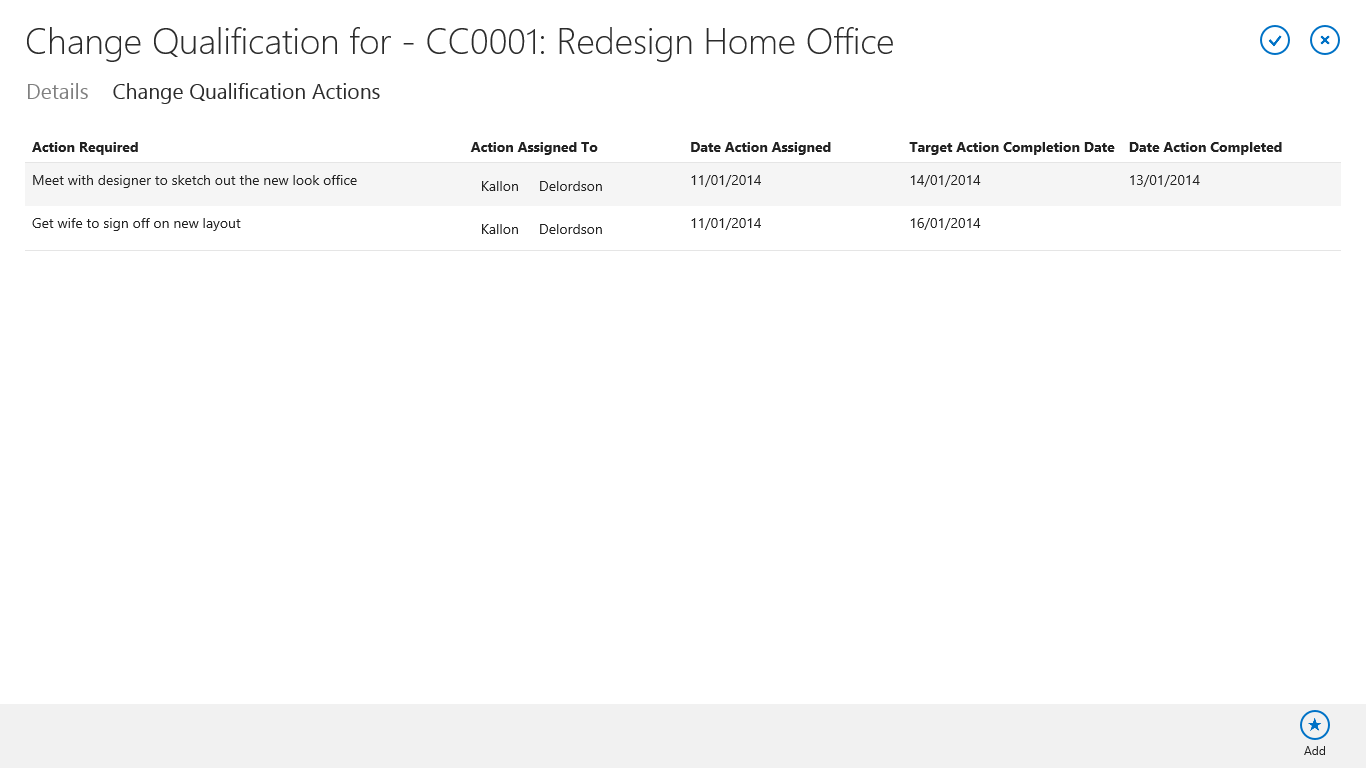 Change Qualification for - CC0001: Redesign Home Office
Details Change Qualification Actions
Action Required Action Assigned To Date Action Assigned Target Action Completion Date Date Action Completed
Meet with designer to sketch out the new look office Kallon Delordson 11/01/2014 14/01/2014 13/01/2014
Get wife to sign off on new layout Kallon Delordson 11/01/2014 16/01/2014
Add